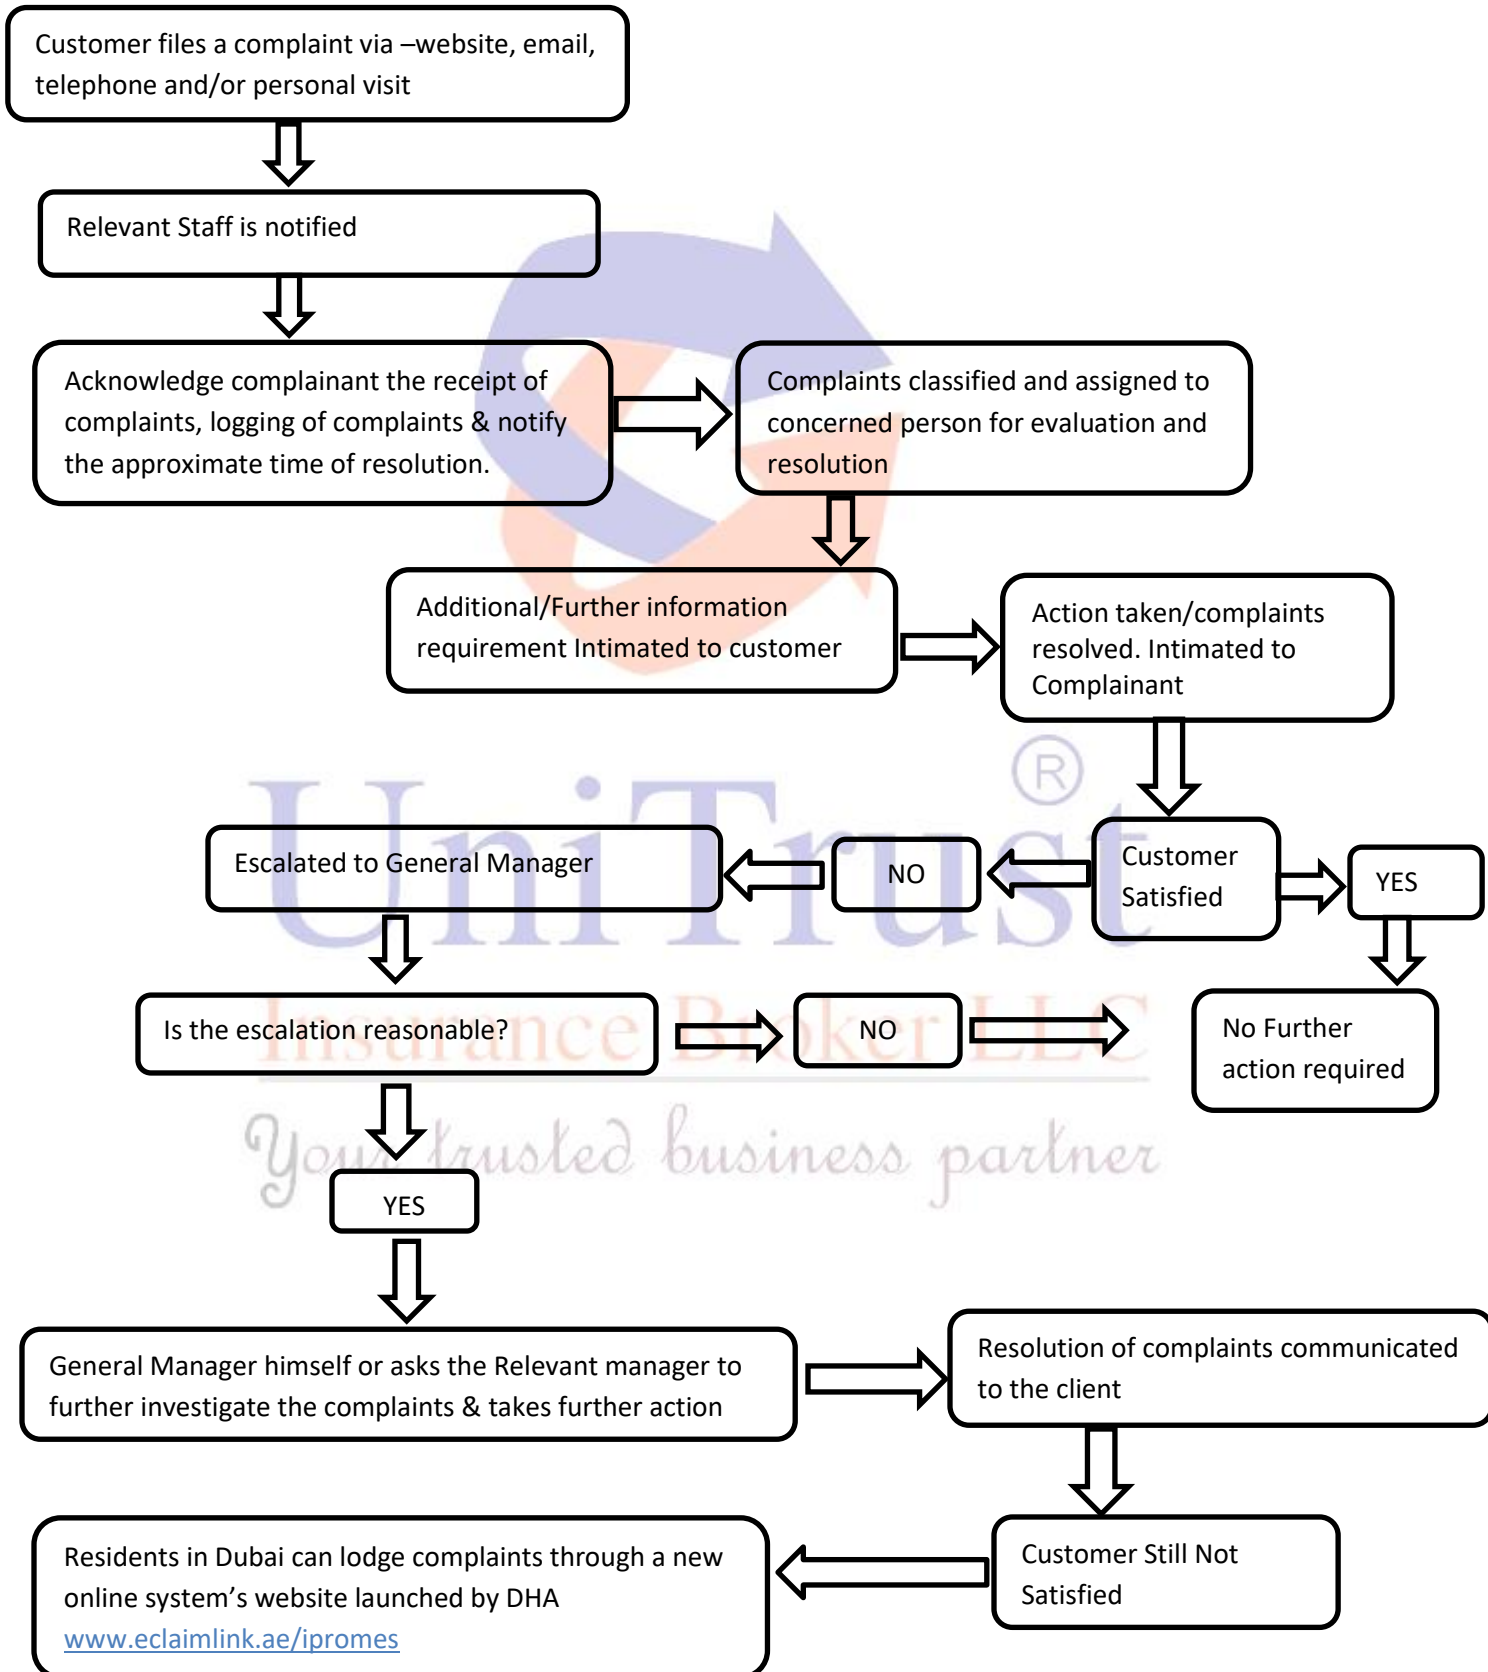 Customer files a complaint via –website, email,
telephone and/or personal visit
Relevant Staff is notified
Acknowledge complainant the receipt of
complaints, logging of complaints & notify
the approximate time of resolution.
Complaints classified and assigned to
concerned person for evaluation and
resolution
Additional/Further information
requirement Intimated to customer
Action taken/complaints
resolved. Intimated to
Complainant
UniTrust®
Escalated to General Manager
NO
Customer
Satisfied
YES
Insurance Broker LLC
Is the escalation reasonable?
NO
No Further
action required
Your trusted business partner
YES
General Manager himself or asks the Relevant manager to
further investigate the complaints & takes further action
Resolution of complaints communicated
to the client
Customer Still Not
Satisfied
Residents in Dubai can lodge complaints through a new
online system’s website launched by DHA
www.eclaimlink.ae/ipromes